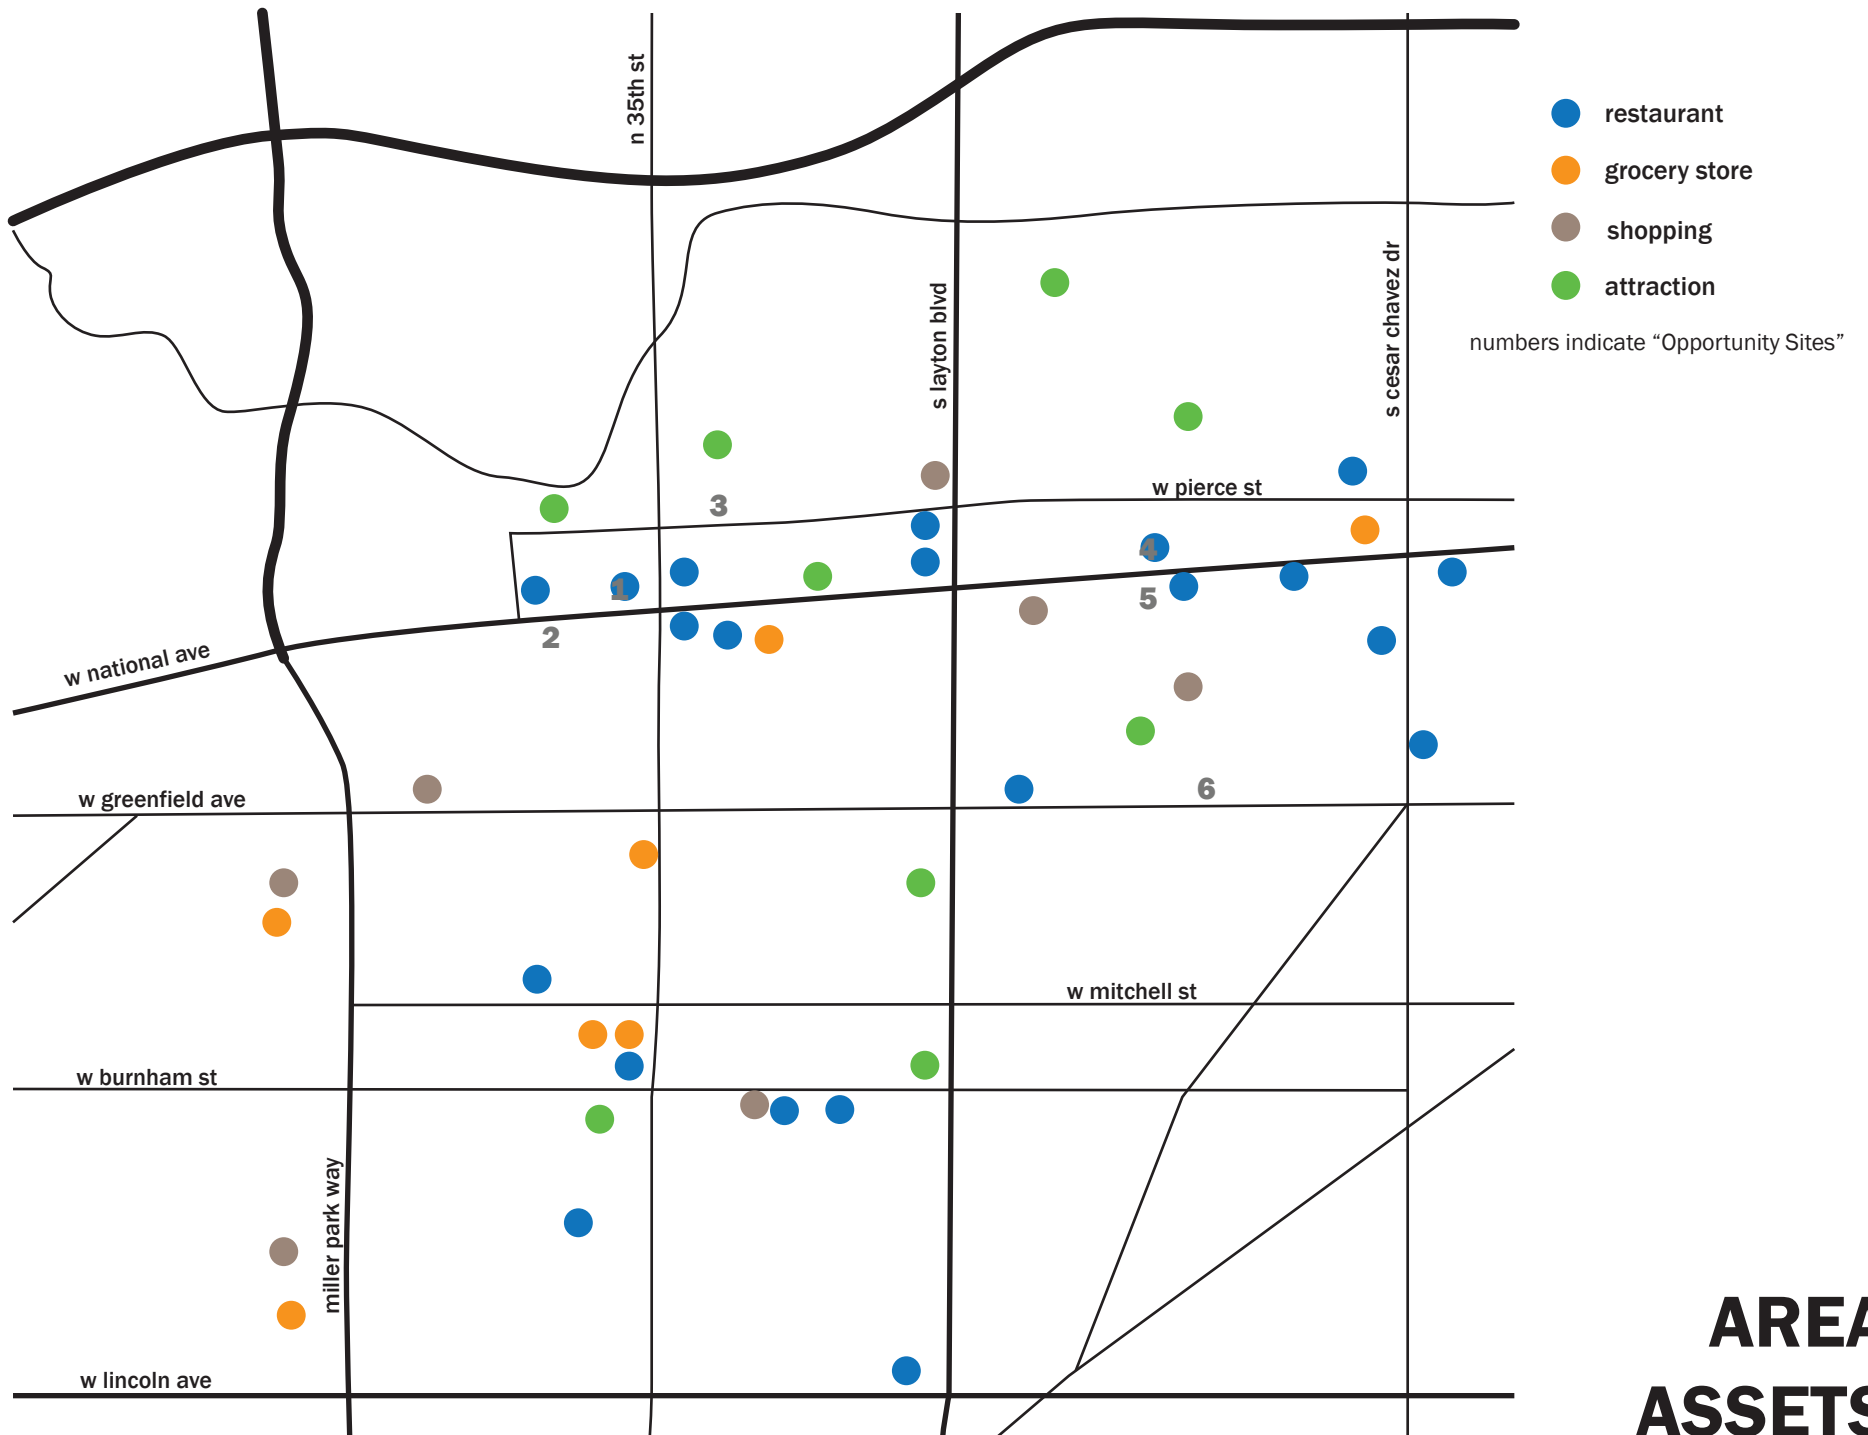 n 35th st
s layton blvd
s cesar chavez dr
restaurant
grocery store
shopping
attraction
numbers indicate “Opportunity Sites”
w pierce st
3
4
1
5
2
w national ave
6
w greenfield ave
w mitchell st
w burnham st
miller park way
w lincoln ave
AREA
ASSETS